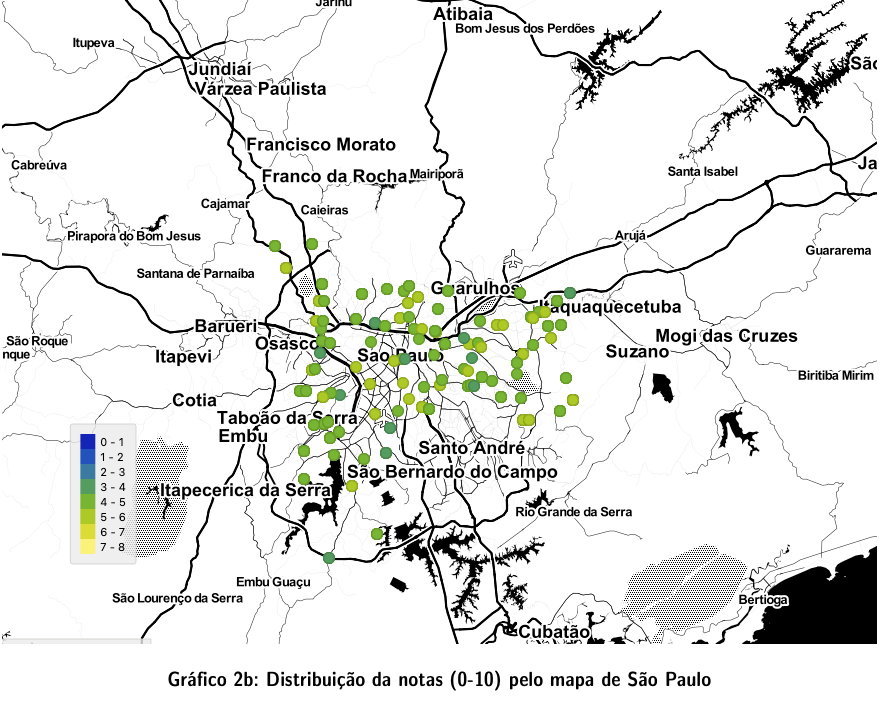 Jarinu
Atibaia
Bom Jesus dos Perdões
Itupeva
Jundiaí
Várzea Paulista
São
Francisco Morato
Cabreúva
Franco da Rocha
Mairiporã
Santa Isabel
Ja
Cajamar
Caieiras
Pirapora do Bom Jesus
Arujá
Guararema
Santana de Parnaíba
Guarulhos
Itaquaquecetuba
Barueri
São Roque
Osasco
Mogi das Cruzes
nque
Itapevi
Sao Paulo
Suzano
Biritiba Mirim
Cotia
Taboão da Serra
Embu
0 - 1
1 - 2
2 - 3
3 - 4
4 - 5
5 - 6
6 - 7
7 - 8
Santo André
São Bernardo do Campo
Itapecerica da Serra
Rio Grande da Serra
Embu Guaçu
São Lourenço da Serra
Bertioga
Cubatão
Gráfico 2b: Distribuição da notas (0-10) pelo mapa de São Paulo